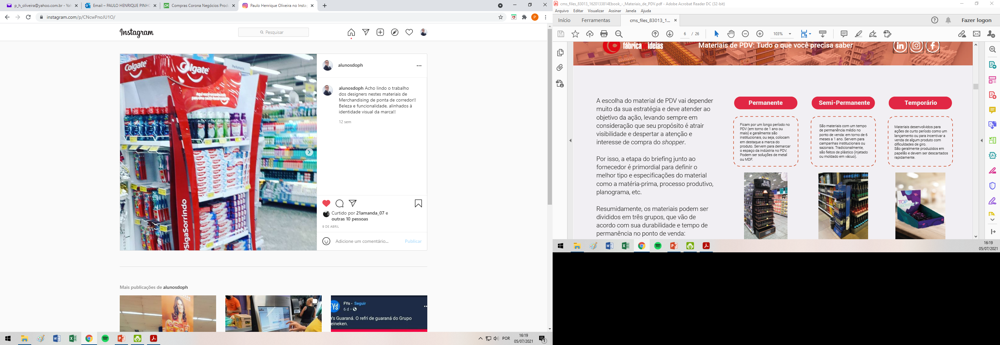 p_h_oliveira@yahoo.com.br - Yah
Email – PAULO HENRIQUE PINHO
Compras Corona Negócios Produ
Paulo Henrique Oliveira no Instag
instagram.com/p/CNcwPnoJU1O/
P
Instagram
Pesquisar
Colgate
Colgate
sigaSorrindo
alunosdoph
alunosdoph Acho lindo o trabalho
dos designers nestes materiais de
Merchandising de ponta de corredor!!
Beleza e funcionalidade, alinhados à
identidade visual da marca!!
12 sem
Curtido por 21amanda_07 e
outras 10 pessoas
9 DE ABRIL
Adicione um comentário...
Publicar
Mais publicações de alunosdoph
FYs • Seguir
6 d •
Ys Guaraná. O refri de guaraná do Grupo
eineken.
POR
16:19
05/07/2021
1
cms_files_83013_1620133814Ebook_-_Materiais_de_PDV.pdf - Adobe Acrobat Reader DC (32-bit)
Arquivo Editar Visualizar Assinar Janela Ajuda
Início
Ferramentas
cms_files_83013_1...
Fazer logon
6 / 26
103%
fábrica de ideias
Materiais de PDV: Tudo o que você precisa saber
A escolha do material de PDV vai depender
muito da sua estratégia e deve atender ao
objetivo da ação, levando sempre em
consideração que seu propósito é atrair
visibilidade e despertar a atenção e
interesse de compra do shopper.
Por isso, a etapa do briefing junto ao
fornecedor é primordial para definir o
melhor tipo e especificações do material
como a matéria-prima, processo produtivo,
planograma, etc.
Resumidamente, os materiais podem ser
divididos em três grupos, que vão de
acordo com sua durabilidade e tempo de
permanência no ponto de venda:
Permanente
Ficam por um longo período no
PDV (em torno de 1 ano ou
mais) e geralmente são
institucionais, ou seja, colocam
em destaque a marca do
produto. Servem para demarcar
o espaço da indústria no PDV.
Podem ser soluções de metal
ou MDF.
Semi-Permanente
São materiais com um tempo
de permanência médio no
ponto de venda: em torno de 6
meses a 1 ano. Servem para
campanhas institucionais ou
sazonais. Tradicionalmente,
são feitos de plástico (injetado
ou moldado em vácuo).
Temporário
Materiais desenvolvidos para
ações de curto período como um
lançamento ou para incentivar a
venda de algum produto com
dificuldades de giro.
São geralmente produzidos em
papelão e devem ser descartados
rapidamente.
TOP
16:19
05/07/2021